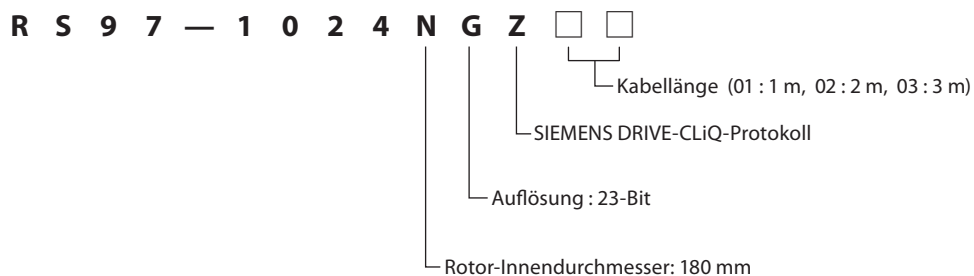 R S 9 7 — 1 0 2 4 N G Z □ □
Kabellänge (01 : 1 m, 02 : 2 m, 03 : 3 m)
SIEMENS DRIVE-CLiQ-Protokoll
Auflösung : 23-Bit
Rotor-Innendurchmesser: 180 mm